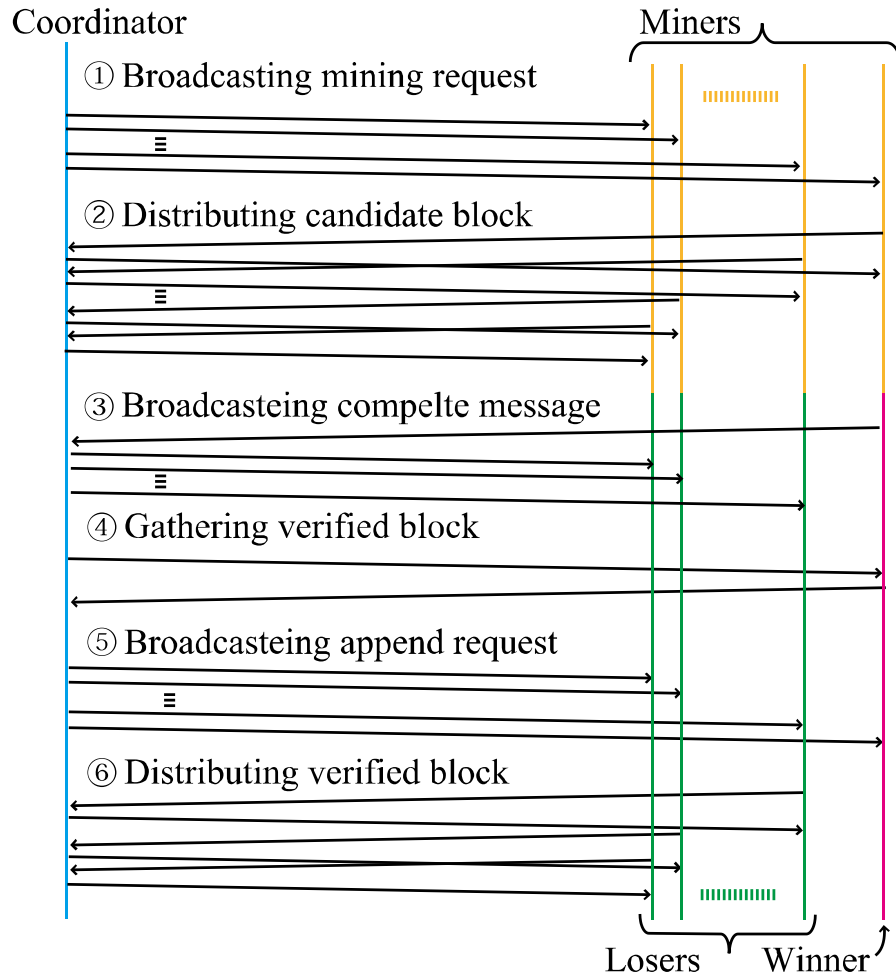 Coordinator
Miners
① Broadcasting mining request
② Distributing candidate block
③ Broadcasteing compelte message
④ Gathering verified block
⑤ Broadcasteing append request
⑥ Distributing verified block
Losers
Winner